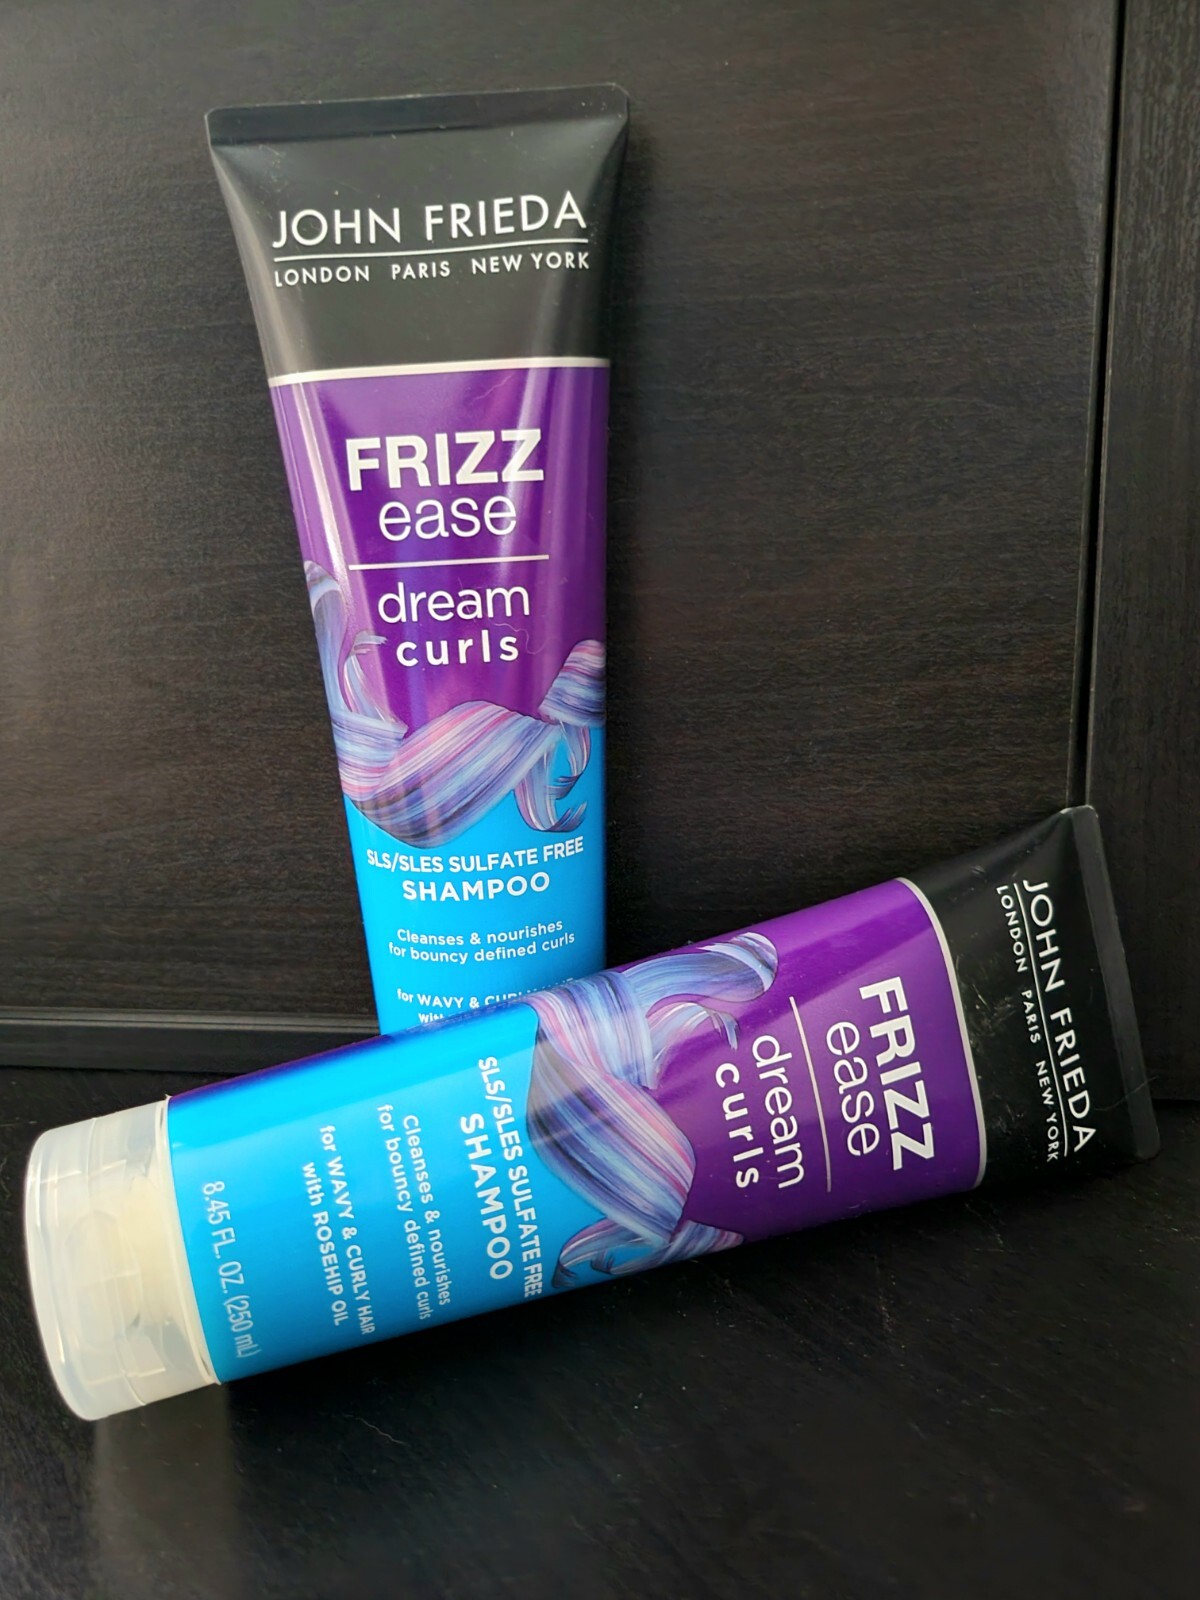 JOHN FRIEDA
LONDON PARIS NEW YORK
FRIZZ
ease
dream
curls
SLS/SLES SULFATE FREE
SHAMPOO
Cleanses & nourishes
for bouncy defined curls
for WAVY &
JOHN FRIEDA
LONDON PARIS NEW YORK
FRIZZ
ease
dream
curls
SLS/SLES SULFATE FREE
SHAMPOO
Cleanses & nourishes
for bouncy defined curls
for WAVY & CURLY HAIR
with ROSEHIP OIL
8.45 FL. OZ. (250 mL)